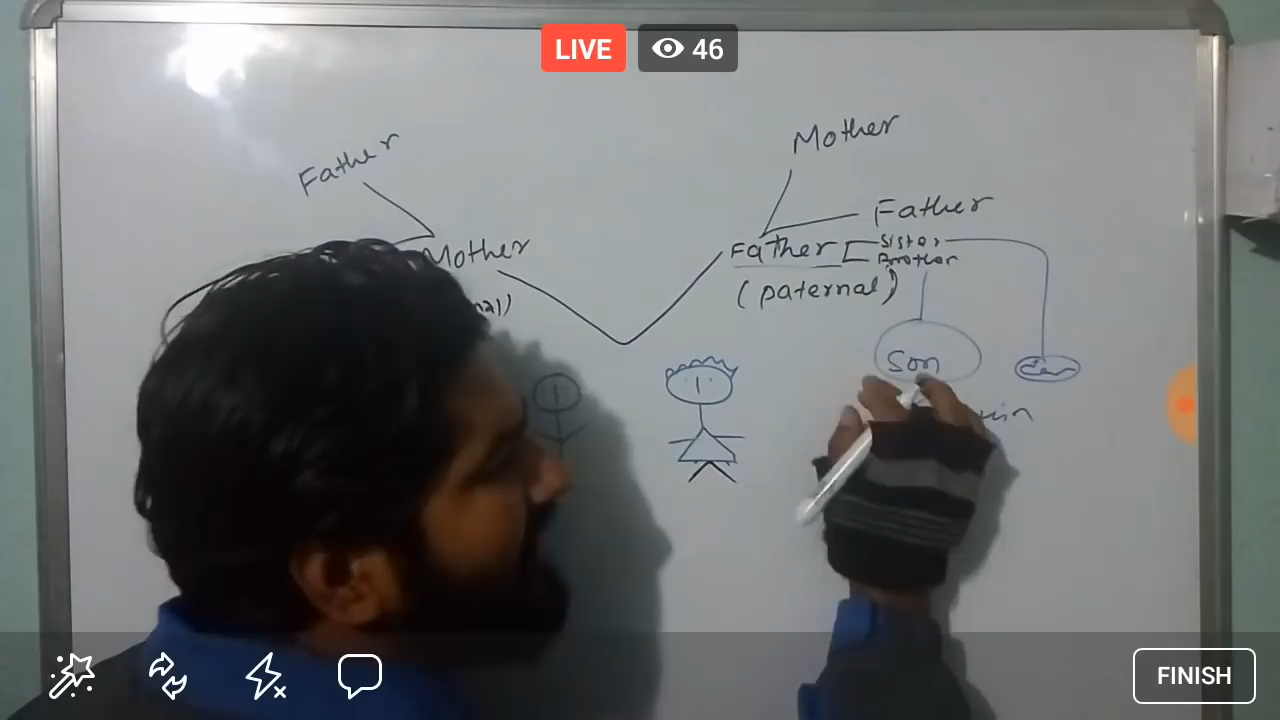 LIVE
46
Mother
Father
Father
Father
Sister
Brother
Mother
(paternal)
Son
FINISH